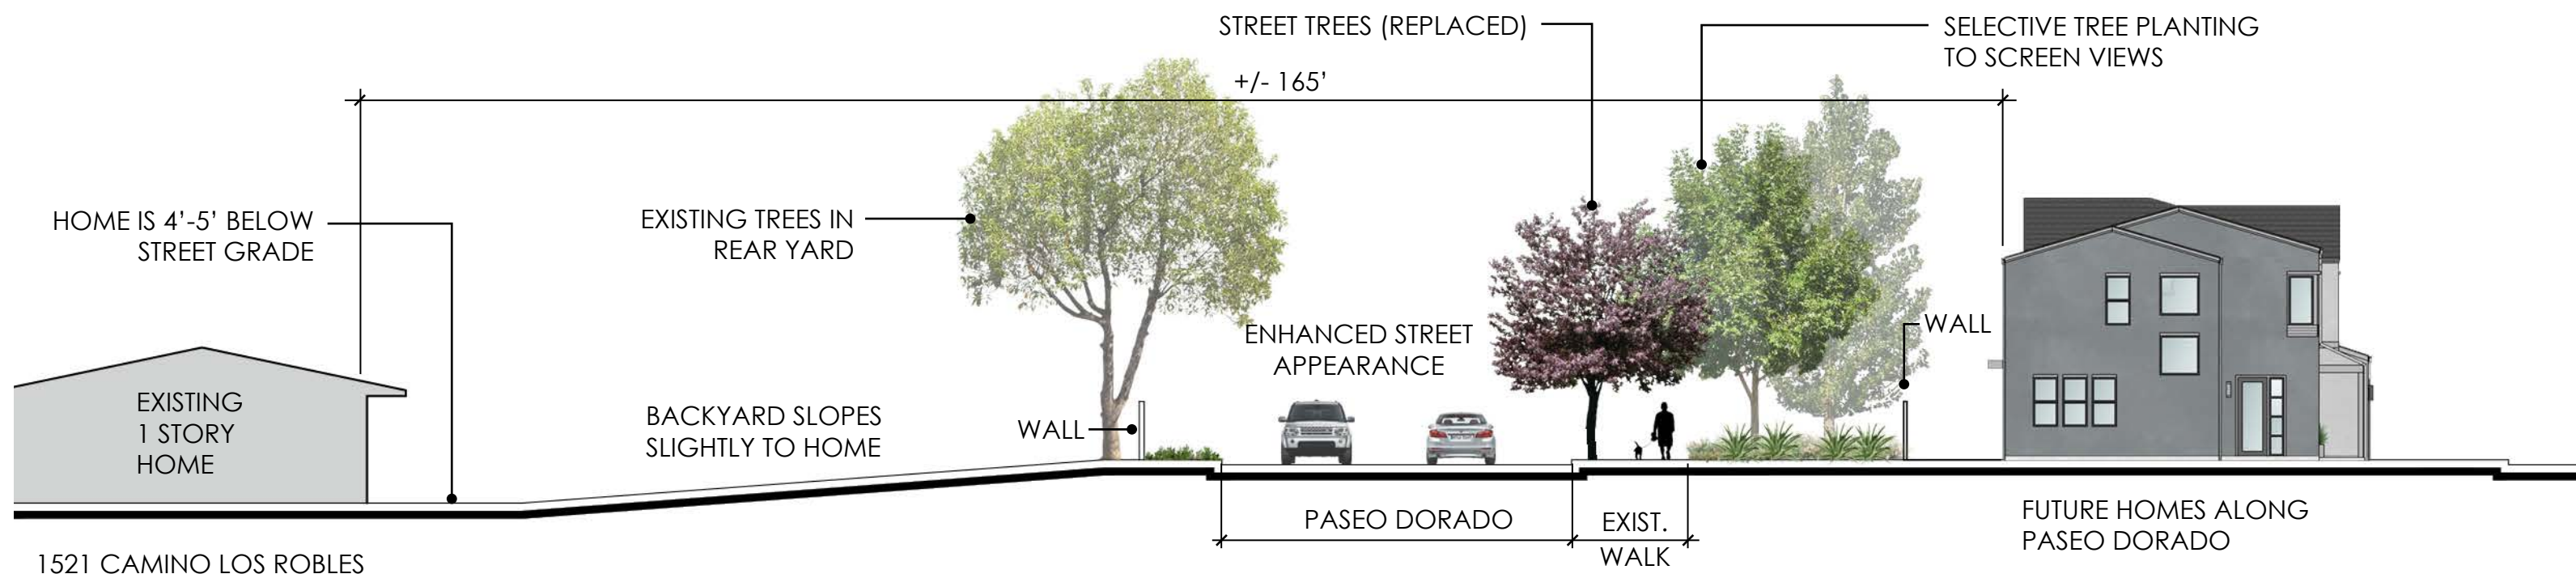 STREET TREES (REPLACED)
SELECTIVE TREE PLANTING
TO SCREEN VIEWS
+/- 165’
HOME IS 4’-5’ BELOW
STREET GRADE
EXISTING TREES IN
REAR YARD
ENHANCED STREET
APPEARANCE
WALL
EXISTING
1 STORY
HOME
BACKYARD SLOPES
SLIGHTLY TO HOME
WALL
PASEO DORADO
EXIST.
WALK
FUTURE HOMES ALONG
PASEO DORADO
1521 CAMINO LOS ROBLES